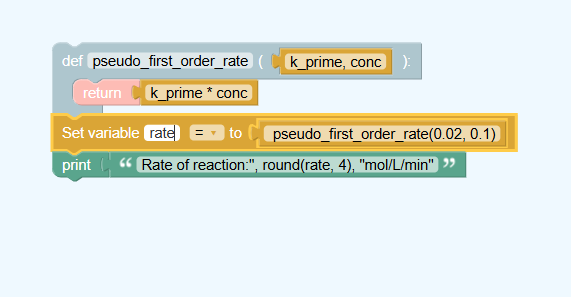 def pseudo_first_order_rate ( k_prime, conc ):
return k_prime * conc
Set variable rate = to pseudo_first_order_rate(0.02, 0.1)
print “ Rate of reaction:", round(rate, 4), "mol/L/min" ”